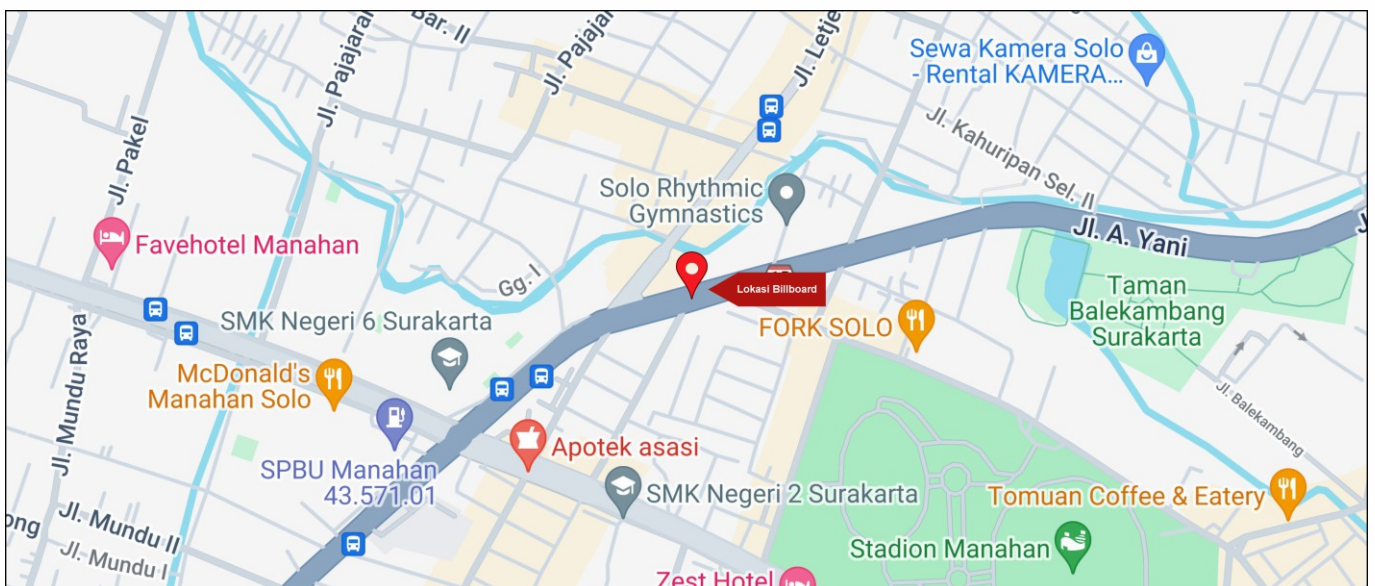 Bar. II
Jl. Pajajaran
Jl. Pajajar
Jl. Letje
Sewa Kamera Solo
- Rental KAMERA...
Jl. Pakel
Jl. Kahuripan Sel. II
Solo Rhythmic
Gymnastics
Favehotel Manahan
Jl. A. Yani
Gg. I
Lokasi Billboard
Taman
Balekambang
Surakarta
SMK Negeri 6 Surakarta
FORK SOLO
Jl. Mundu Raya
McDonald's
Manahan Solo
Jl. Balekambang
Apotek asasi
SPBU Manahan
43.571.01
SMK Negeri 2 Surakarta
Tomuan Coffee & Eatery
ong
Jl. Mundu II
Jl. Mundu I
Stadion Manahan
Zest Hotel